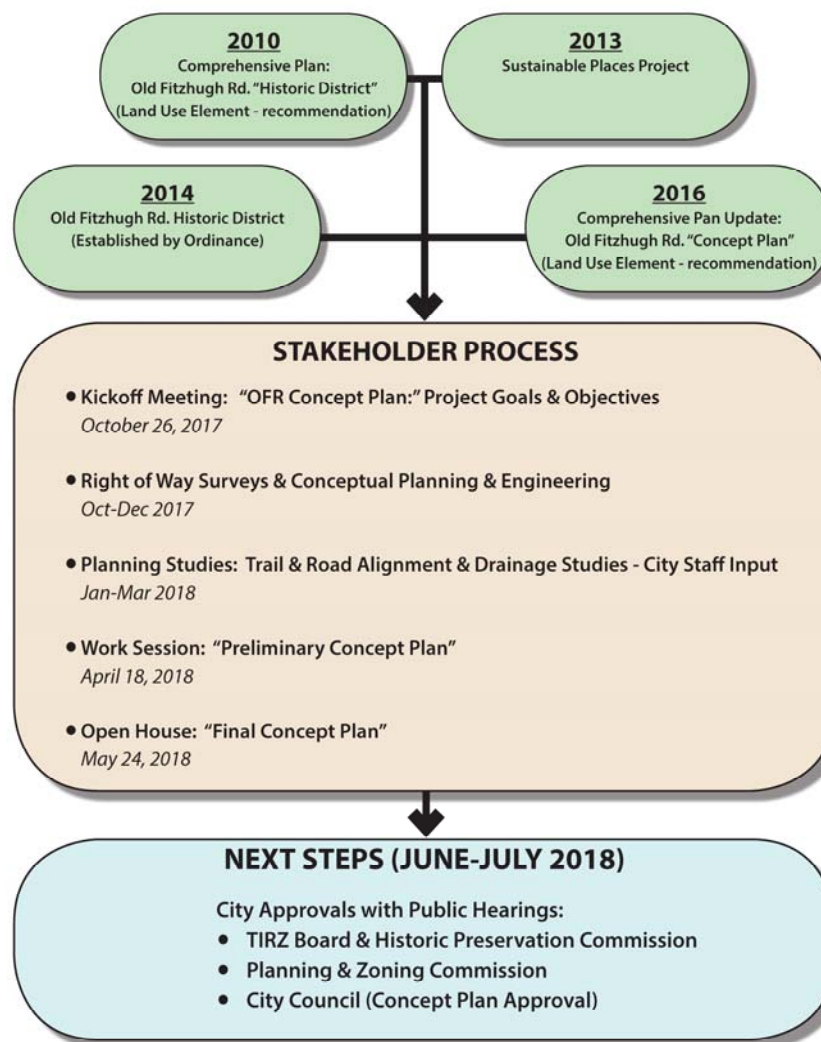 2010
Comprehensive Plan:
Old Fitzhugh Rd. “Historic District”
(Land Use Element - recommendation)
2013
Sustainable Places Project
2014
Old Fitzhugh Rd. Historic District
(Established by Ordinance)
2016
Comprehensive Pan Update:
Old Fitzhugh Rd. “Concept Plan”
(Land Use Element - recommendation)
STAKEHOLDER PROCESS
• Kickoff Meeting: “OFR Concept Plan:” Project Goals & Objectives
October 26, 2017
• Right of Way Surveys & Conceptual Planning & Engineering
Oct-Dec 2017
• Planning Studies: Trail & Road Alignment & Drainage Studies - City Staff Input
Jan-Mar 2018
• Work Session: “Preliminary Concept Plan”
April 18, 2018
• Open House: “Final Concept Plan”
May 24, 2018
NEXT STEPS (JUNE-JULY 2018)
City Approvals with Public Hearings:
• TIRZ Board & Historic Preservation Commission
• Planning & Zoning Commission
• City Council (Concept Plan Approval)